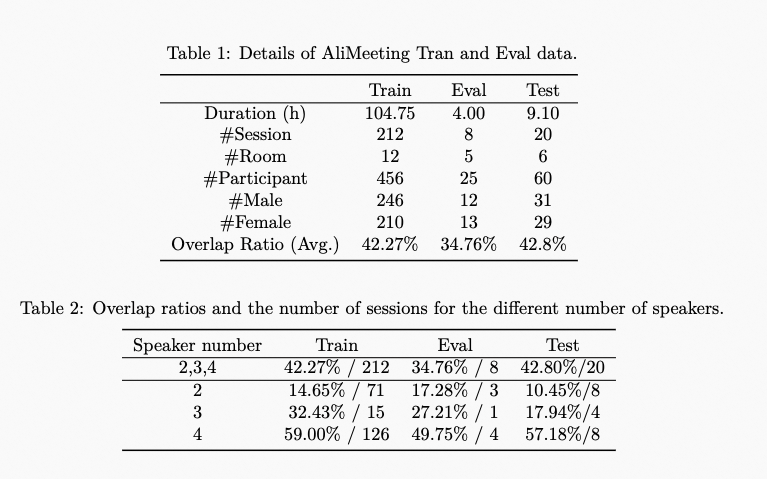 Table 1: Details of AliMeeting Tran and Eval data.
Train Eval Test
Duration (h) 104.75 4.00 9.10
#Session 212 8 20
#Room 12 5 6
#Participant 456 25 60
#Male 246 12 31
#Female 210 13 29
Overlap Ratio (Avg.) 42.27% 34.76% 42.8%
Table 2: Overlap ratios and the number of sessions for the different number of speakers.
Speaker number Train Eval Test
2,3,4 42.27% / 212 34.76% / 8 42.80%/20
2 14.65% / 71 17.28% / 3 10.45%/8
3 32.43% / 15 27.21% / 1 17.94%/4
4 59.00% / 126 49.75% / 4 57.18%/8